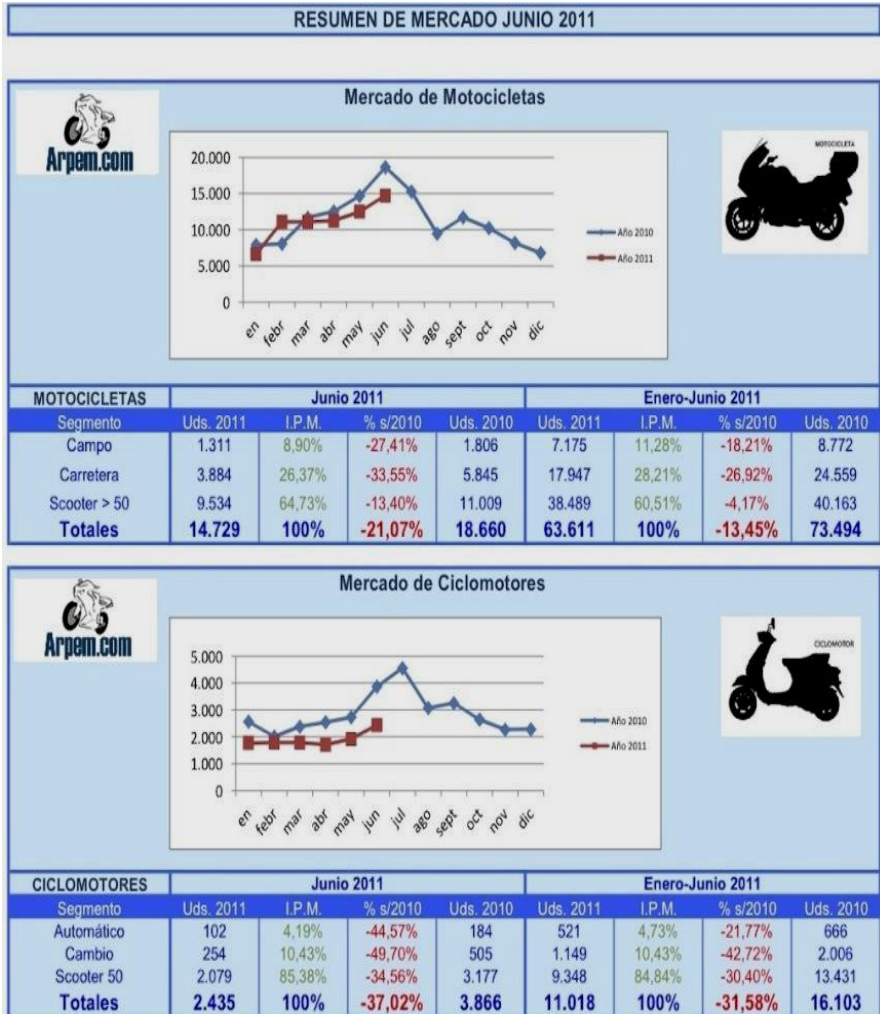 RESUMEN DE MERCADO JUNIO 2011
Mercado de Motocicletas
Arpem.com
MOTOCICLETA
20.000
15.000
10.000
5.000
0
en febr mar abr may jun jul ago sept oct nov dic
Año 2010
Año 2011
MOTOCICLETAS Junio 2011 Enero-Junio 2011
Segmento Uds. 2011 I.P.M. % s/2010 Uds. 2010 Uds. 2011 I.P.M. % s/2010 Uds. 2010
Campo 1.311 8,90% -27,41% 1.806 7.175 11,28% -18,21% 8.772
Carretera 3.884 26,37% -33,55% 5.845 17.947 28,21% -26,92% 24.559
Scooter > 50 9.534 64,73% -13,40% 11.009 38.489 60,51% -4,17% 40.163
Totales 14.729 100% -21,07% 18.660 63.611 100% -13,45% 73.494
Mercado de Ciclomotores
Arpem.com
CICLOMOTOR
5.000
4.000
3.000
2.000
1.000
0
en febr mar abr may jun jul ago sept oct nov dic
Año 2010
Año 2011
CICLOMOTORES Junio 2011 Enero-Junio 2011
Segmento Uds. 2011 I.P.M. % s/2010 Uds. 2010 Uds. 2011 I.P.M. % s/2010 Uds. 2010
Automático 102 4,19% -44,57% 184 521 4,73% -21,77% 666
Cambio 254 10,43% -49,70% 505 1.149 10,43% -42,72% 2.006
Scooter 50 2.079 85,38% -34,56% 3.177 9.348 84,84% -30,40% 13.431
Totales 2.435 100% -37,02% 3.866 11.018 100% -31,58% 16.103